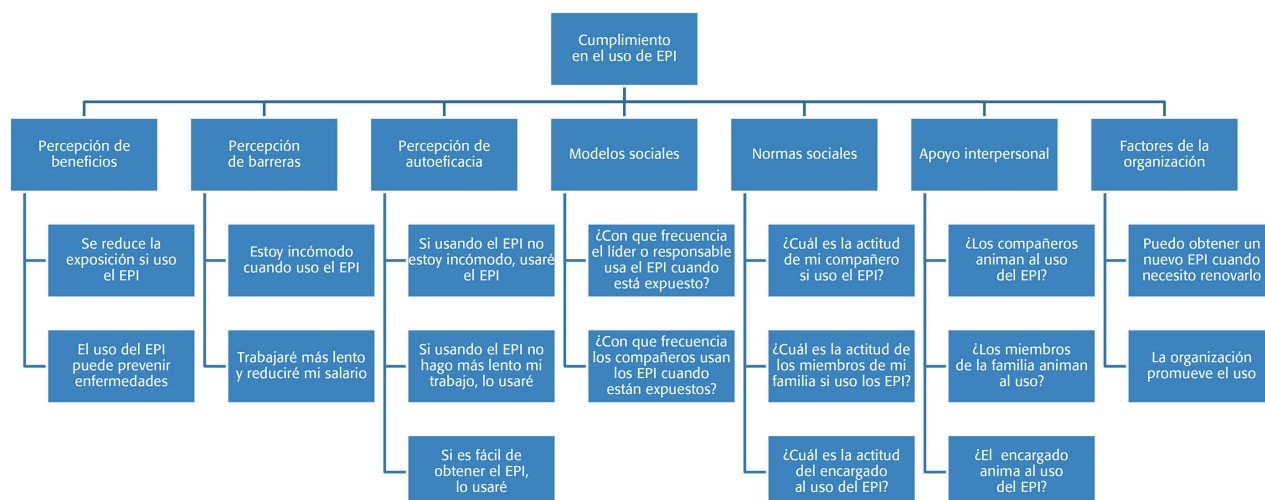 Cumplimiento
en el uso de EPI
Percepción de
beneficios
Percepción
de barreras
Percepción de
autoeficacia
Modelos sociales
Normas sociales
Apoyo interpersonal
Factores de la
organización
Se reduce la
exposición si uso
el EPI
El uso del EPI
puede prevenir
enfermedades
Estoy incómodo
cuando uso el EPI
Trabajaré más lento
y reduciré mi salario
Si usando el EPI no
estoy incómodo, usaré
el EPI
Si usando el EPI no
hago más lento mi
trabajo, lo usaré
Si es fácil de
obtener el EPI,
lo usaré
¿Con que frecuencia
el líder o responsable
usa el EPI cuando
está expuesto?
¿Con que frecuencia
los compañeros usan
los EPI cuando
están expuestos?
¿Cuál es la actitud
de mi compañero
si uso el EPI?
¿Cuál es la actitud de
los miembros de mi
familia si uso los EPI?
¿Cuál es la actitud
del encargado
al uso del EPI?
¿Los compañeros
animan al uso
del EPI?
¿Los miembros
de la familia animan
al uso?
¿El encargado
anima al uso
del EPI?
Puedo obtener un
nuevo EPI cuando
necesito renovarlo
La organización
promueve el uso